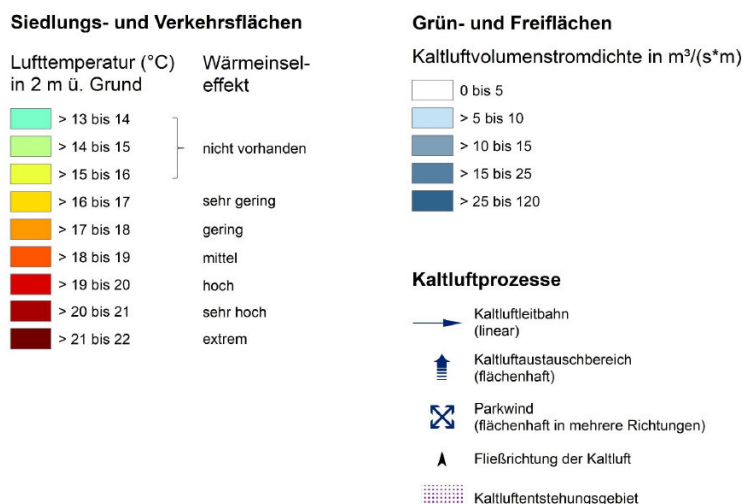 Siedlungs- und Verkehrsflächen
Lufttemperatur (°C)
in 2 m ü. Grund
Wärmeinsel-
effekt
> 13 bis 14
> 14 bis 15
nicht vorhanden
> 15 bis 16
> 16 bis 17
sehr gering
> 17 bis 18
gering
> 18 bis 19
mittel
> 19 bis 20
hoch
> 20 bis 21
sehr hoch
> 21 bis 22
extrem
Grün- und Freiflächen
Kaltluftvolumenstromdichte in m³/(s*m)
0 bis 5
> 5 bis 10
> 10 bis 15
> 15 bis 25
> 25 bis 120
Kaltluftprozesse
Kaltluftleitbahn
(linear)
Kaltluftaustauschbereich
(flächenhaft)
Parkwind
(flächenhaft in mehrere Richtungen)
Fließrichtung der Kaltluft
Kaltluftentstehungsgebiet